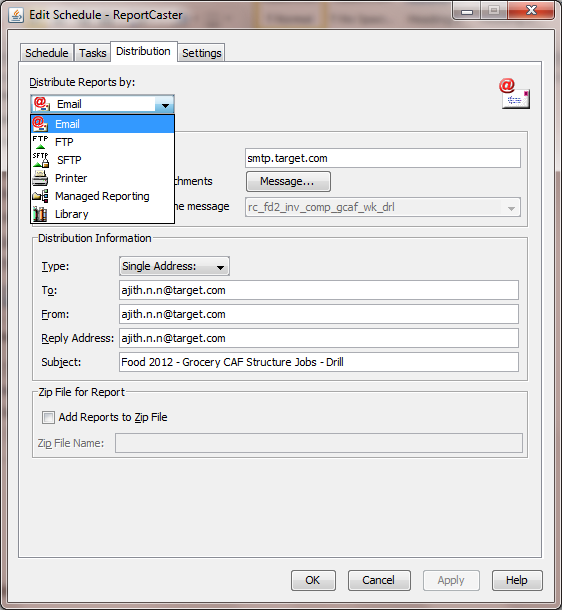 Edit Schedule - ReportCaster
Schedule Tasks Distribution Settings
Distribute Reports by:
Email
Email
FTP FTP
SFTP SFTP
Printer
Managed Reporting
Library
smtp.target.com
chments Message...
ne message rc_fd2_inv_comp_gcaf_wk_drl
Distribution Information
Type: Single Address:
To: ajith.n.n@target.com
From: ajith.n.n@target.com
Reply Address: ajith.n.n@target.com
Subject: Food 2012 - Grocery CAF Structure Jobs - Drill
Zip File for Report
Add Reports to Zip File
Zip File Name:
OK Cancel Apply Help